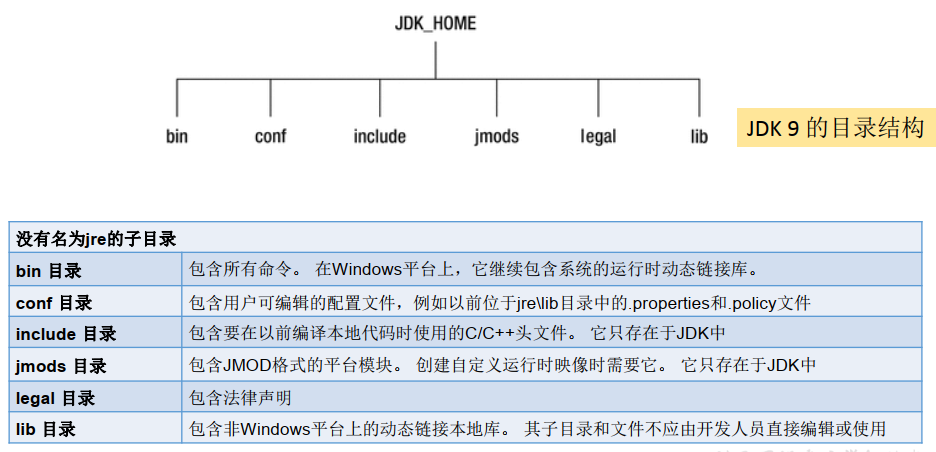 JDK_HOME
bin conf include jmods legal lib
JDK 9 的目录结构
没有名为jre的子目录
bin 目录 包含所有命令。 在Windows平台上，它继续包含系统的运行时动态链接库。
conf 目录 包含用户可编辑的配置文件，例如以前位于jre\lib目录中的.properties和.policy文件
include 目录 包含要在以前编译本地代码时使用的C/C++头文件。 它只存在于JDK中
jmods 目录 包含JMOD格式的平台模块。 创建自定义运行时映像时需要它。 它只存在于JDK中
legal 目录 包含法律声明
lib 目录 包含非Windows平台上的动态链接本地库。 其子目录和文件不应由开发人员直接编辑或使用